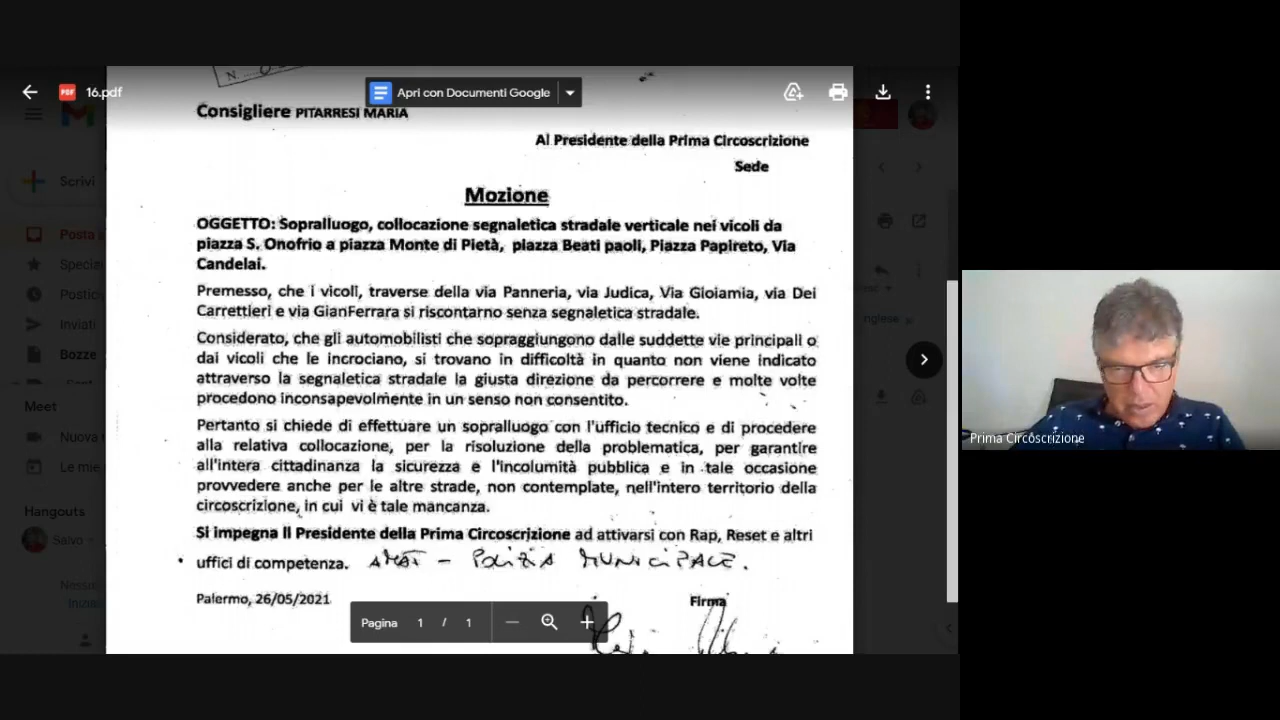 N.
16.pdf
Apri con Documenti Google
Consigliere PITARRESI MARIA
Al Presidente della Prima Circoscrizione
Sede
Mozione
OGGETTO: Sopralluogo, collocazione segnaletica stradale verticale nei vicoli da
piazza S. Onofrio a piazza Monte di Pietà, piazza Beati paoli, Piazza Papireto, Via
Candelai.
Premesso, che i vicoli, traverse della via Panneria, via Judica, Via Gioiamia, via Dei
Carrettieri e via GianFerrara si riscontarno senza segnaletica stradale.
Considerato, che gli automobilisti che sopraggiungono dalle suddette vie principali o
dai vicoli che le incrociano, si trovano in difficoltà in quanto non viene indicato
attraverso la segnaletica stradale la giusta direzione da percorrere e molte volte
procedono inconsapevolmente in un senso non consentito.
Pertanto si chiede di effettuare un sopralluogo con l'ufficio tecnico e di procedere
alla relativa collocazione, per la risoluzione della problematica, per garantire
all'intera cittadinanza la sicurezza e l'incolumità pubblica e in tale occasione
provvedere anche per le altre strade, non contemplate, nell'intero territorio della
circoscrizione, in cui vi è tale mancanza.
Si impegna Il Presidente della Prima Circoscrizione ad attivarsi con Rap, Reset e altri
uffici di competenza. AMAT - POLIZIA MUNICIPALE.
Palermo, 26/05/2021
Firma
Pagina 1 / 1
Scrivi
Posta
Speciali
Inviati
Bozze
Meet
Nuova
Le mie
Hangouts
Salvo
Prima Circoscrizione